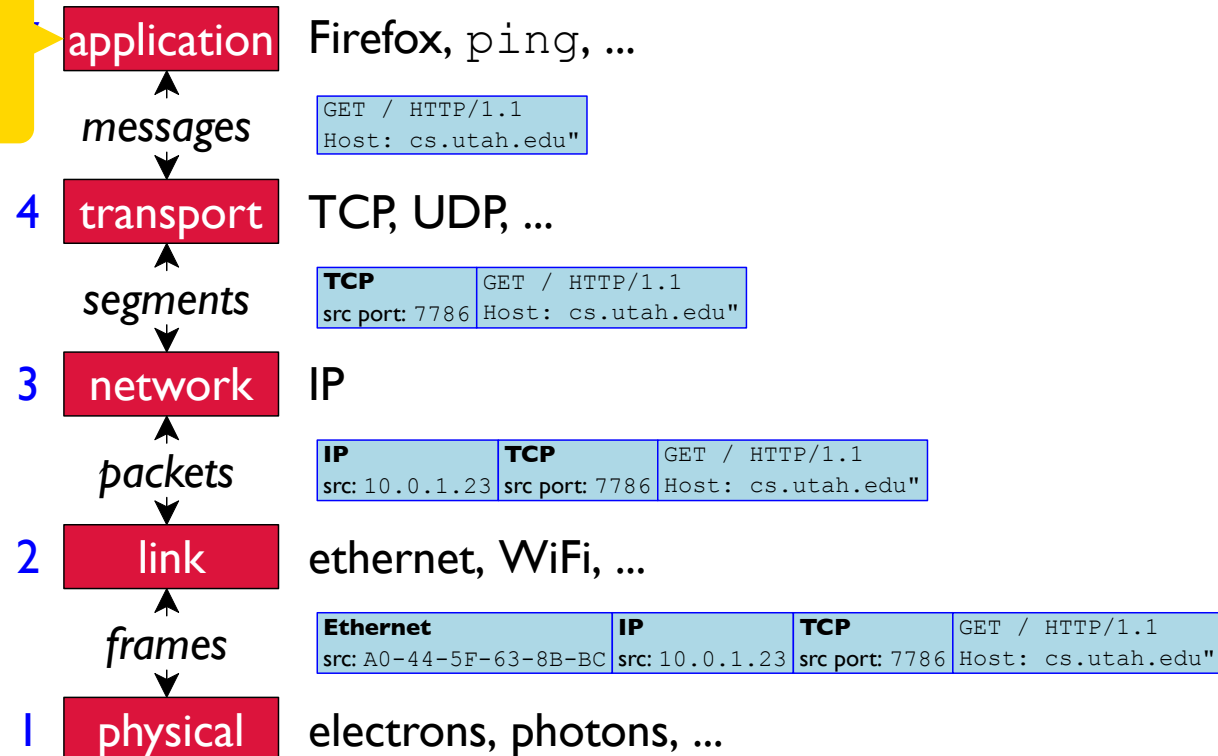 application Firefox, ping, ...
messages
GET / HTTP/1.1
Host: cs.utah.edu"
4 transport TCP, UDP, ...
segments
TCP GET / HTTP/1.1
src port: 7786 Host: cs.utah.edu"
3 network IP
packets
IP TCP GET / HTTP/1.1
src: 10.0.1.23 src port: 7786 Host: cs.utah.edu"
2 link ethernet, WiFi, ...
frames
Ethernet IP TCP GET / HTTP/1.1
src: A0-44-5F-63-8B-BC src: 10.0.1.23 src port: 7786 Host: cs.utah.edu"
1 physical electrons, photons, ...